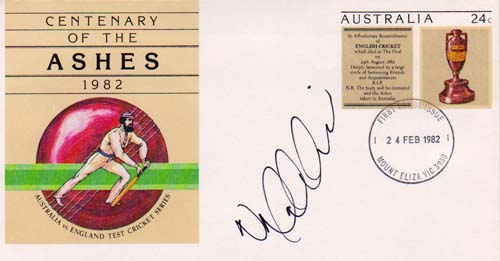 CENTENARY
OF THE
ASHES
1982
AUSTRALIA vs ENGLAND TEST CRICKET SERIES
AUSTRALIA 24c
In Affectionate Remembrance
of
ENGLISH CRICKET
which died at The Oval
on
29th August 1882
Deeply lamented by a large
circle of Sorrowing Friends
and Acquaintances
R.I.P.
N.B. The body will be cremated
and the Ashes
taken to Australia
FIRST DAY OF ISSUE
24 FEB 1982
MOUNT ELIZA VIC 3930